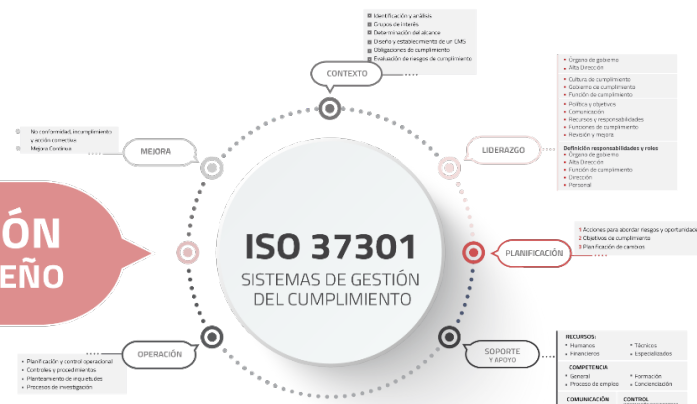 Identificación y análisis
Grupos de interés
Determinación del alcance
Diseño y establecimiento de un CMS
Obligaciones de cumplimiento
Evaluación de riesgos de cumplimiento
CONTEXTO
Órgano de gobierno
Alta Dirección
Cultura de cumplimiento
Gobierno de cumplimiento
Función de cumplimiento
Política y objetivos
Comunicación
Recursos y responsabilidades
Funciones de cumplimiento
Revisión y mejora
Definición responsabilidades y roles
Órgano de gobierno
Alta Dirección
Función de cumplimiento
Dirección
Personal
LIDERAZGO
No conformidad, incumplimiento
y acción correctiva
Mejora Continua
MEJORA
ÓN
EÑO
ISO 37301
SISTEMAS DE GESTIÓN
DEL CUMPLIMIENTO
PLANIFICACIÓN
1 Acciones para abordar riesgos y oportunidade
2 Objetivos de cumplimiento
3 Planificación de cambios
OPERACIÓN
Planificación y control operacional
Controles y procedimientos
Planteamiento de inquietudes
Procesos de investigación
SOPORTE
Y APOYO
RECURSOS:
Humanos
Técnicos
Financieros
Especializados
COMPETENCIA
General
Formación
Proceso de empleo
Concienciación
COMUNICACIÓN
CONTROL